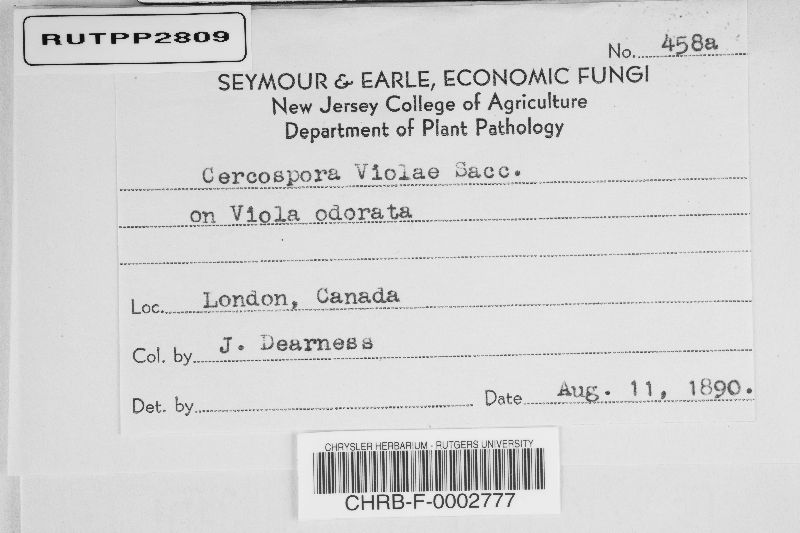 RUTPP2809
No. 458a
SEYMOUR & EARLE, ECONOMIC FUNGI
New Jersey College of Agriculture
Department of Plant Pathology
Cercospora Violae Sacc.
on Viola odorata
Loc. London, Canada
Col. by J. Dearness
Det. by Date Aug. 11, 1890.
CHRYSLER HERBARIUM - RUTGERS UNIVERSITY
CHRB-F-0002777